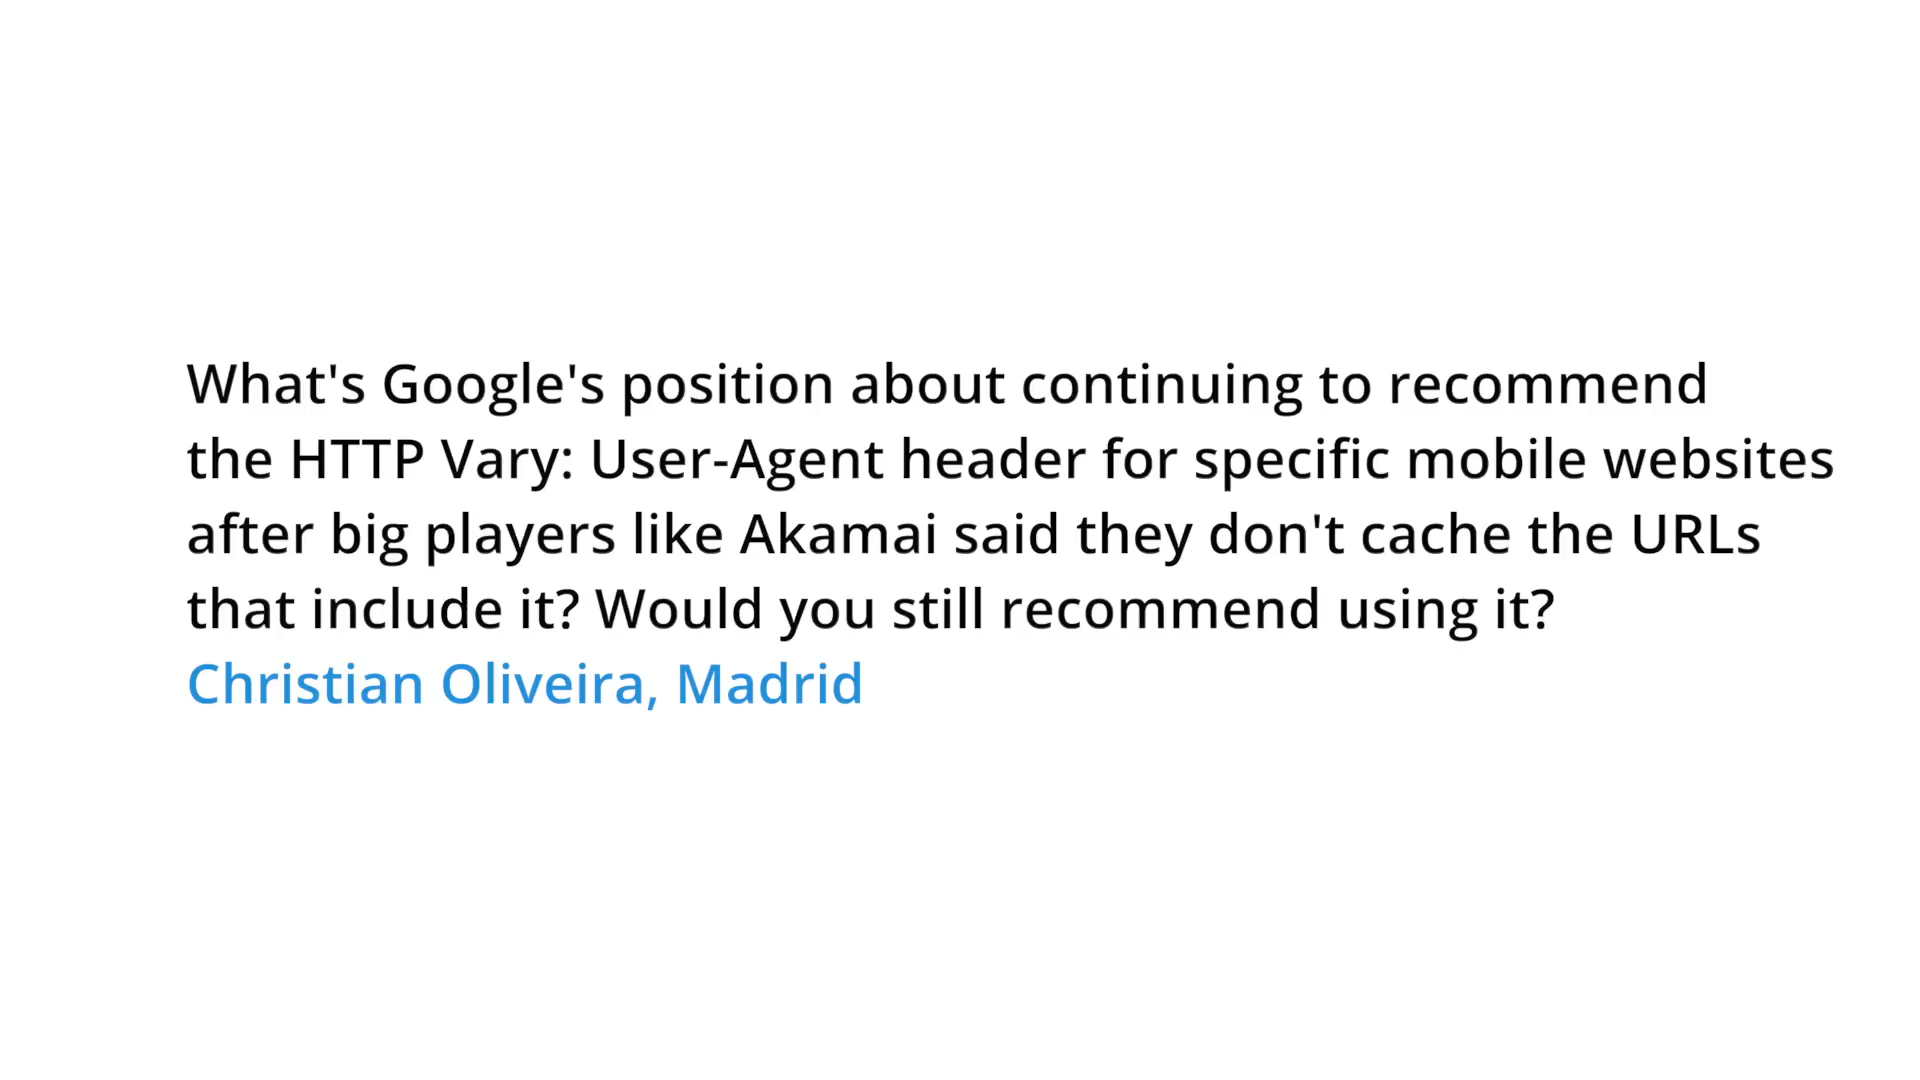 What's Google's position about continuing to recommend
the HTTP Vary: User-Agent header for specific mobile websites
after big players like Akamai said they don't cache the URLs
that include it? Would you still recommend using it?
Christian Oliveira, Madrid